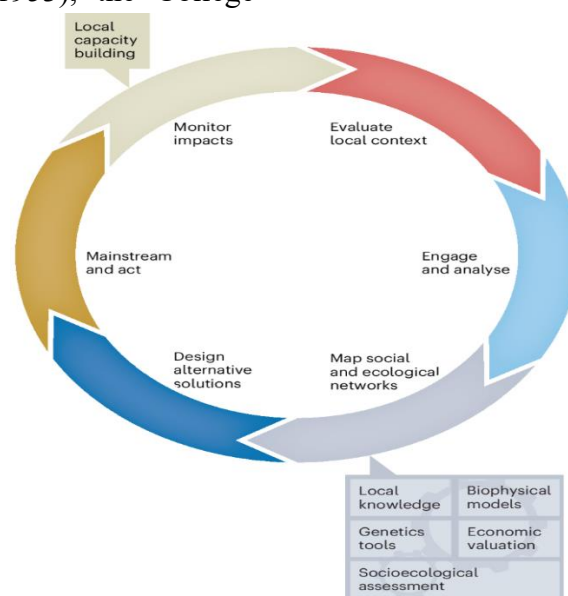 Local
capacity
building
Monitor
impacts
Evaluate
local context
Mainstream
and act
Engage
and analyse
Design
alternative
solutions
Map social
and ecological
networks
Local
knowledge
Biophysical
models
Genetics
tools
Economic
valuation
Socioecological
assessment